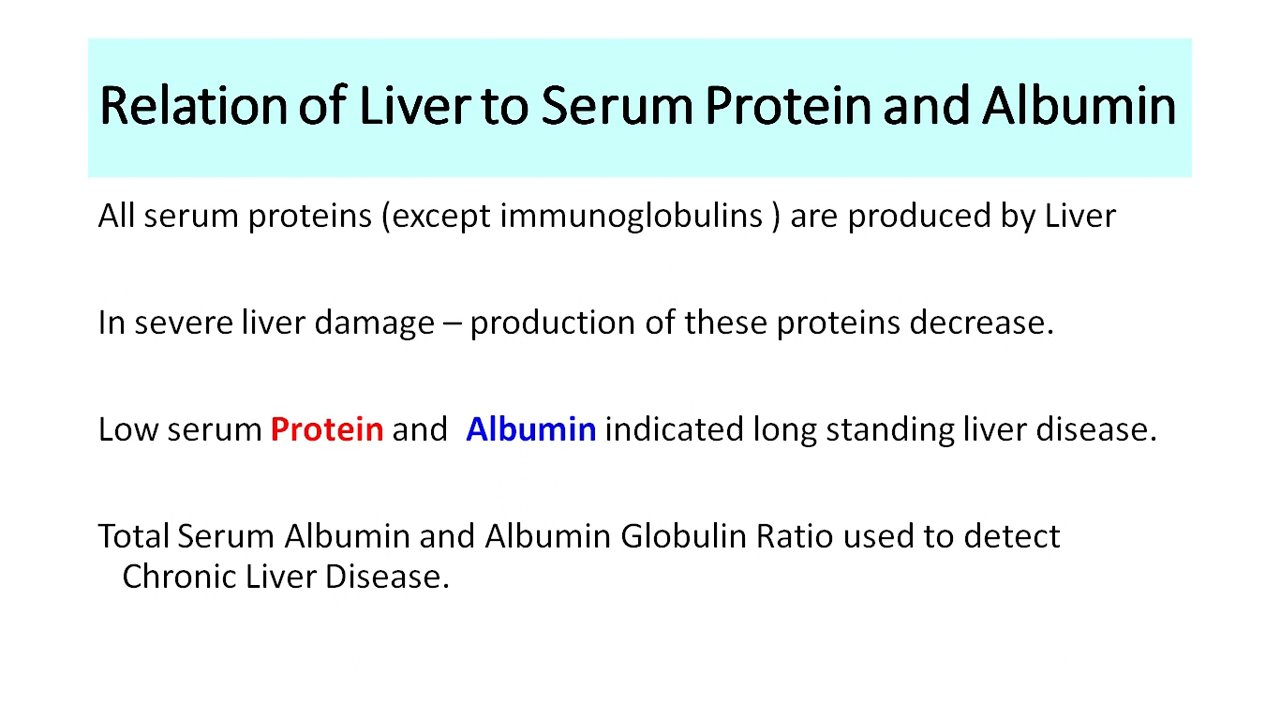 Relation of Liver to Serum Protein and Albumin
All serum proteins (except immunoglobulins ) are produced by Liver
In severe liver damage – production of these proteins decrease.
Low serum Protein and Albumin indicated long standing liver disease.
Total Serum Albumin and Albumin Globulin Ratio used to detect
Chronic Liver Disease.